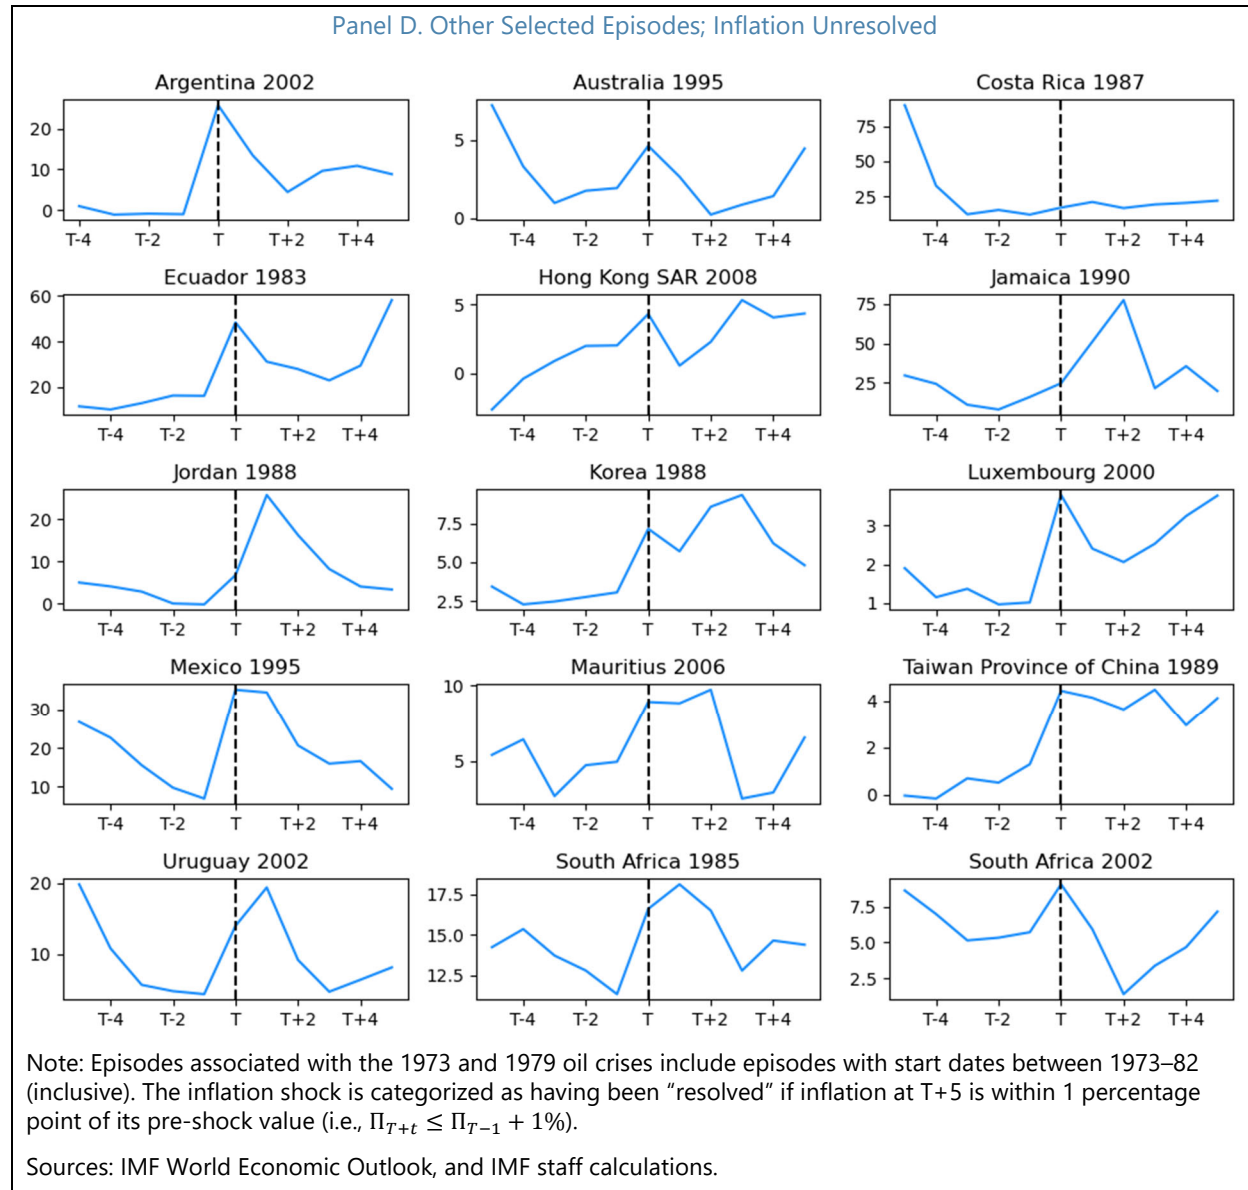 Panel D. Other Selected Episodes; Inflation Unresolved
Argentina 2002
20
10
0
T-4 T-2 T T+2 T+4
Australia 1995
5
0
T-4 T-2 T T+2 T+4
Costa Rica 1987
75
50
25
T-4 T-2 T T+2 T+4
Ecuador 1983
60
40
20
T-4 T-2 T T+2 T+4
Hong Kong SAR 2008
5
0
T-4 T-2 T T+2 T+4
Jamaica 1990
75
50
25
T-4 T-2 T T+2 T+4
Jordan 1988
20
10
0
T-4 T-2 T T+2 T+4
Korea 1988
7.5
5.0
2.5
T-4 T-2 T T+2 T+4
Luxembourg 2000
3
2
1
T-4 T-2 T T+2 T+4
Mexico 1995
30
20
10
T-4 T-2 T T+2 T+4
Mauritius 2006
10
5
T-4 T-2 T T+2 T+4
Taiwan Province of China 1989
4
2
0
T-4 T-2 T T+2 T+4
Uruguay 2002
20
10
T-4 T-2 T T+2 T+4
South Africa 1985
17.5
15.0
12.5
T-4 T-2 T T+2 T+4
South Africa 2002
7.5
5.0
2.5
T-4 T-2 T T+2 T+4
Note: Episodes associated with the 1973 and 1979 oil crises include episodes with start dates between 1973–82
(inclusive). The inflation shock is categorized as having been “resolved” if inflation at T+5 is within 1 percentage
point of its pre-shock value (i.e., Π_{T+t} ≤ Π_{T−1} + 1%).
Sources: IMF World Economic Outlook, and IMF staff calculations.